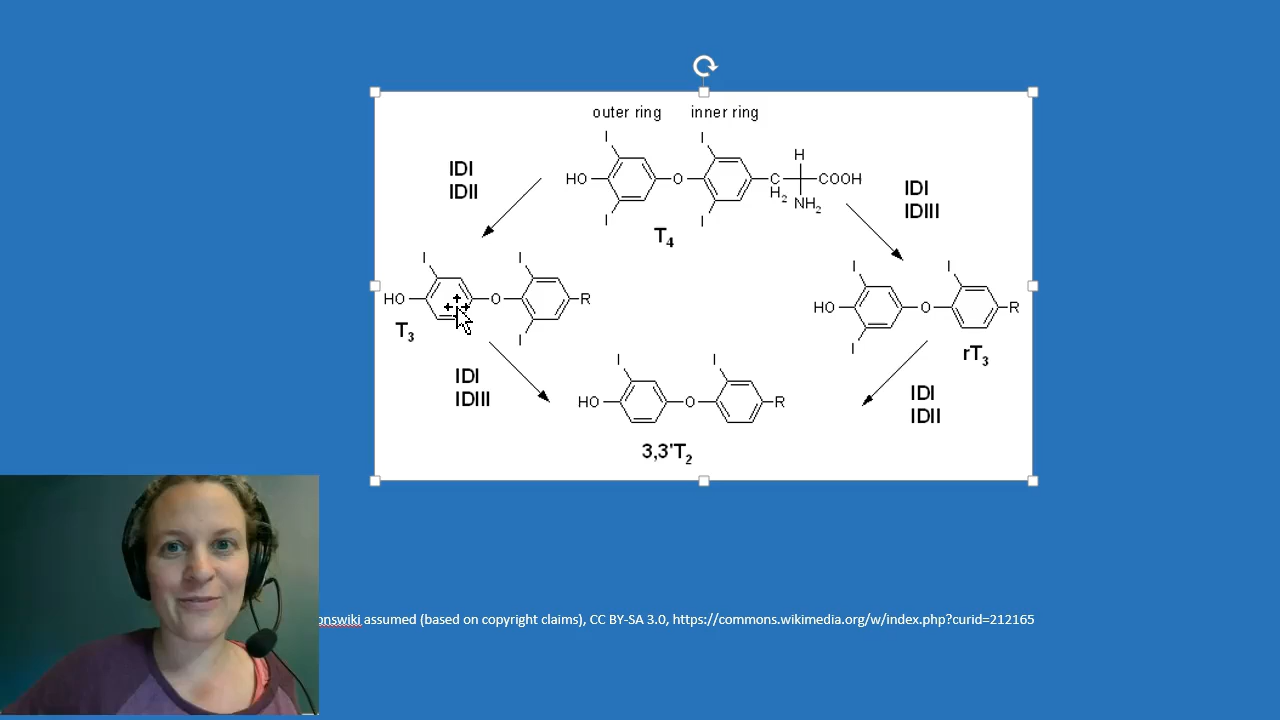 outer ring inner ring
I I
H
IDI
IDII
HO O C COOH
H2
NH2
IDI
IDIII
I I
T4
I I
HO O R
T3
I
I I
HO O R
I
rT3
IDI
IDIII
I I
HO O R
IDI
IDII
3,3'T2
onswiki assumed (based on copyright claims), CC BY-SA 3.0, https://commons.wikimedia.org/w/index.php?curid=212165